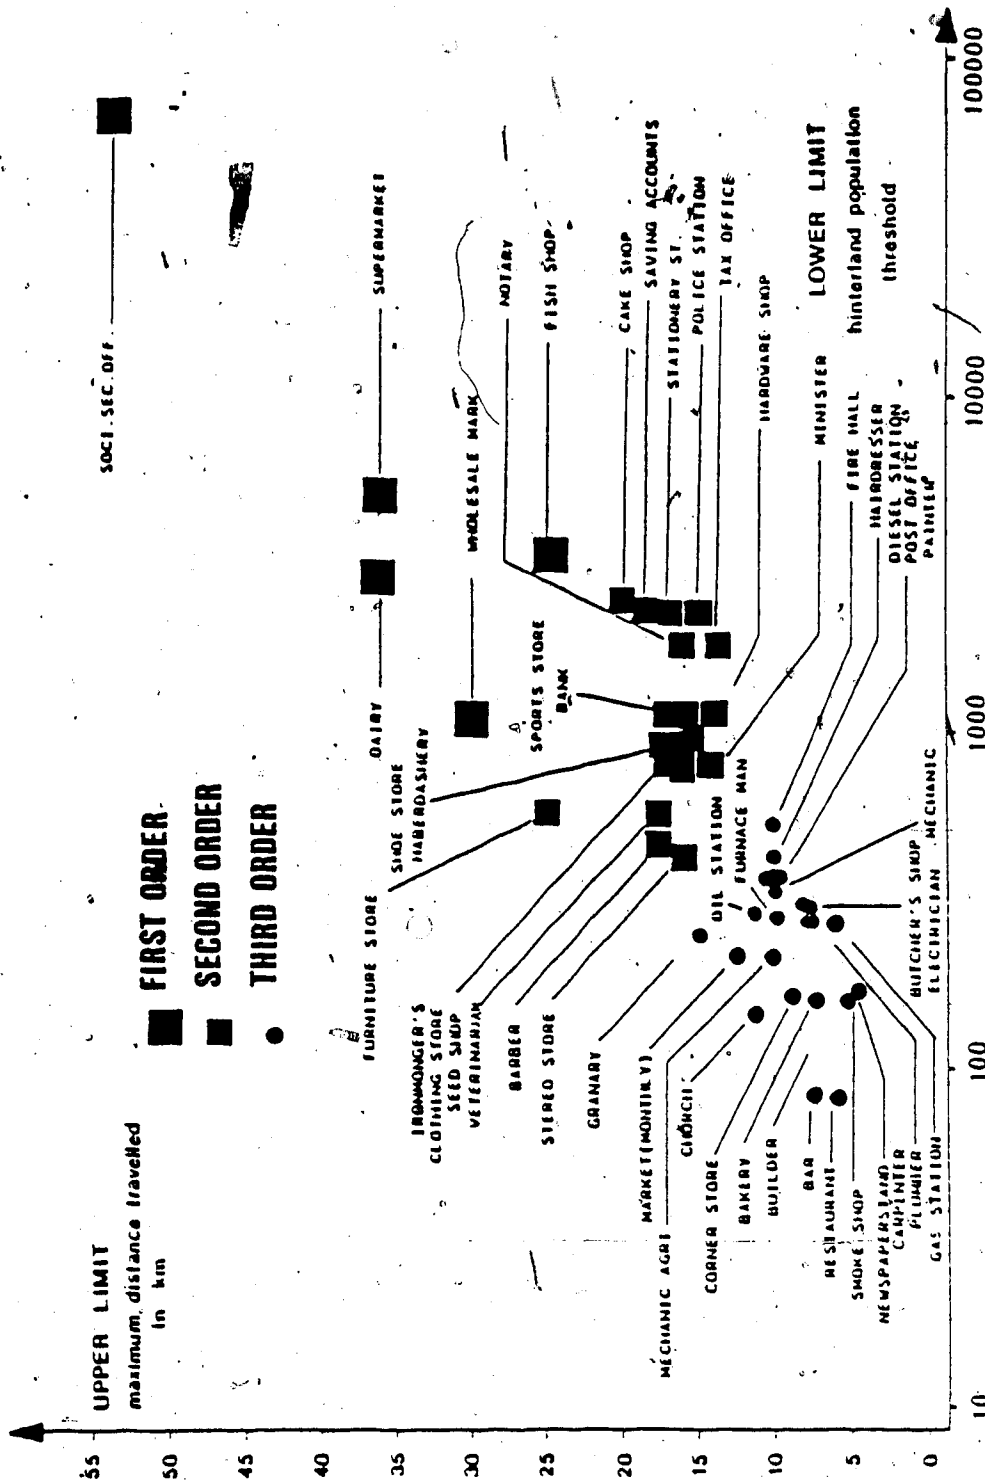 UPPER LIMIT
maximum distance travelled
in km
FIRST ORDER
SECOND ORDER
THIRD ORDER
SOCI.SEC.OFF.
SUPERMARKET
DAIRY
WHOLESALE MARK
NOTARY
FISH SHOP
FURNITURE STORE
SHOE STORE
HABERDASHERY
SPORTS STORE
BANK
CAKE SHOP
SAVING ACCOUNTS
STATIONERY ST.
POLICE STATION
TAX OFFICE
HARDWARE SHOP
IRONMONGER'S
CLOTHING STORE
SEED SHOP
VETERINARIAN
BARBER
STEREO STORE
GRANARY
OIL STATION
FURNACE MAN
MINISTER
FIRE HALL
HAIRDRESSER
DIESEL STATION
POST OFFICE
PAINTER
MECHANIC
BUTCHER'S SHOP
ELECTRICIAN
MARKET(MONTHLY)
MECHANIC AGRI
CHURCH
CORNER STORE
BAKERY
BUILDER
BAR
RESTAURANT
SMOKE SHOP
NEWSPAPERSTAND
CARPENTER
PLUMBER
GAS STATION
LOWER LIMIT
hinterland population
threshold
55
50
45
40
35
30
25
20
15
10
5
0
10
100
1000
10000
100000